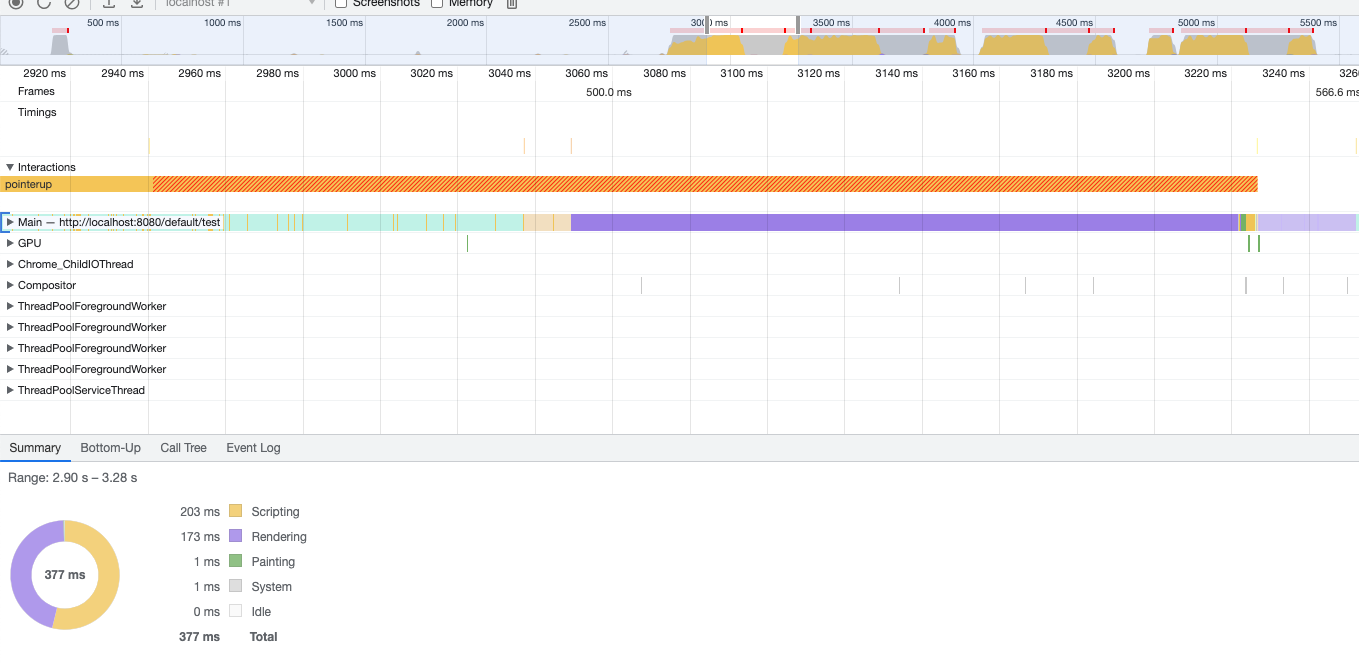 localhost #1 Screenshots Memory
500 ms 1000 ms 1500 ms 2000 ms 2500 ms 3500 ms 4000 ms 4500 ms 5000 ms 5500 ms
2920 ms 2940 ms 2960 ms 2980 ms 3000 ms 3020 ms 3040 ms 3060 ms 3080 ms 3100 ms 3120 ms 3140 ms 3160 ms 3180 ms 3200 ms 3220 ms 3240 ms 3260
Frames 500.0 ms 566.6 ms
Timings
Interactions
pointerup
Main — http://localhost:8080/default/test
GPU
Chrome_ChildIOThread
Compositor
ThreadPoolForegroundWorker
ThreadPoolForegroundWorker
ThreadPoolForegroundWorker
ThreadPoolForegroundWorker
ThreadPoolServiceThread
Summary Bottom-Up Call Tree Event Log
Range: 2.90 s – 3.28 s
203 ms Scripting
173 ms Rendering
1 ms Painting
377 ms
1 ms System
0 ms Idle
377 ms Total